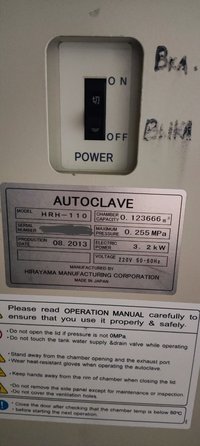 ВКЛ.
ON
ВЫКЛ
OFF
POWER
AUTOCLAVE
MODEL HRH-110 CHAMBER CAPACITY 0.123666 m³
SERIAL NUMBER MAXIMUM PRESSURE 0.255 MPa
PRODUCTION DATE 08.2013 ELECTRIC POWER 3.2 kW
VOLTAGE 220V 50-60Hz
MANUFACTURED BY
HIRAYAMA MANUFACTURING CORPORATION
MADE IN JAPAN
Please read OPERATION MANUAL carefully to
ensure that you use it properly & safely
・Do not open the lid if pressure is not 0MPa
・Do not touch the tank water supply &drain valve while operating
・Stand away from the chamber opening and the exhaust port
・Wear heat-resistant gloves when operating the autoclave.
・Keep hands away from the rim of chamber when closing the lid
・Do not remove the side panel except for maintenance or inspection
・Do not cover the ventilation holes
・Close the door after checking that the chamber temp is below 80℃
before starting the next operation.